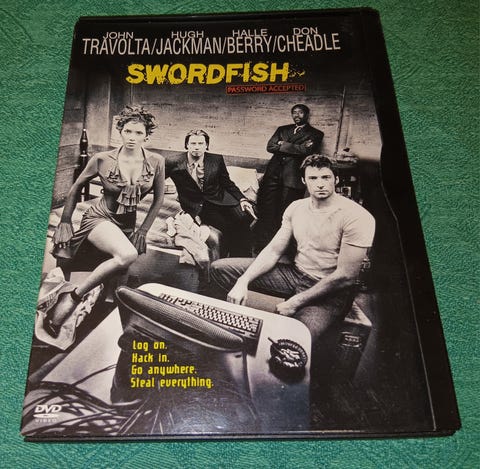 JOHN HUGH HALLE DON
TRAVOLTA/JACKMAN/BERRY/CHEADLE
SWORDFISH
PASSWORD ACCEPTED
Log on.
Hack in.
Go anywhere.
Steal everything.
DVD
VIDEO